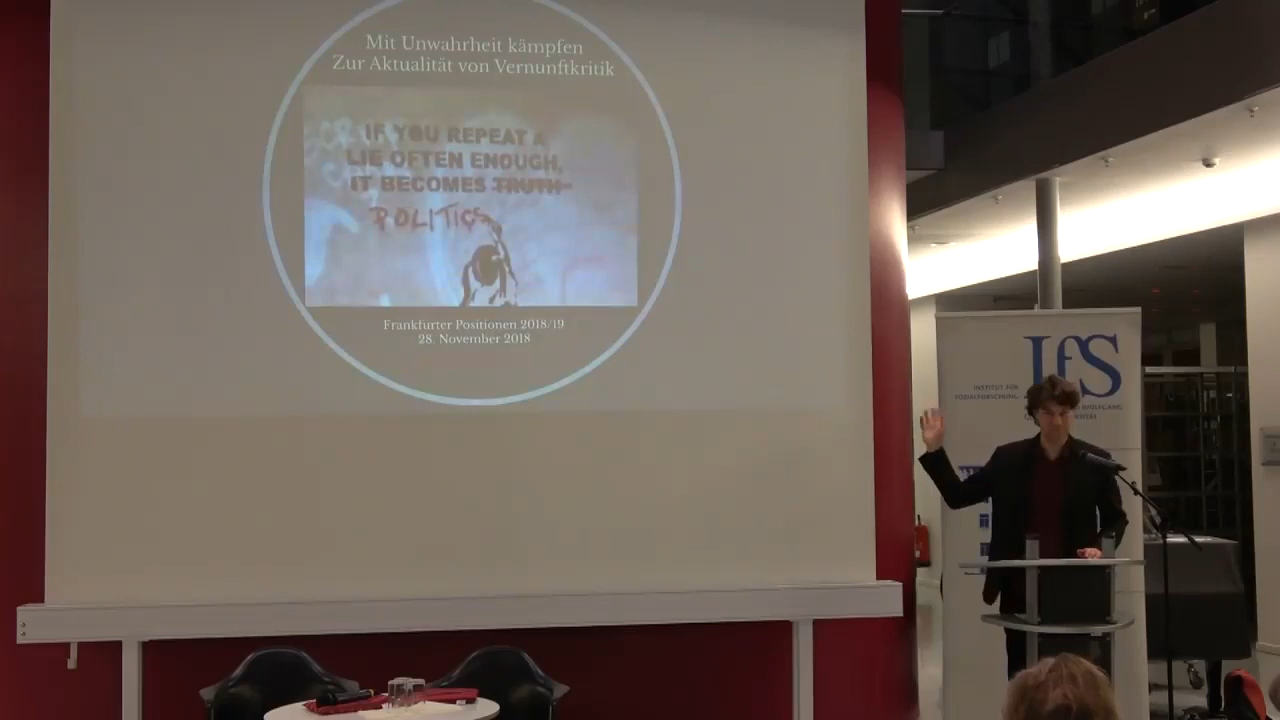 Mit Unwahrheit kämpfen
Zur Aktualität von Vernunftkritik
IF YOU REPEAT A
LIE OFTEN ENOUGH,
IT BECOMES TRUTH
POLITICS
Frankfurter Positionen 2018/19
28. November 2018
IfS
INSTITUT FÜR
SOZIALFORSCHUNG
WOLFGANG